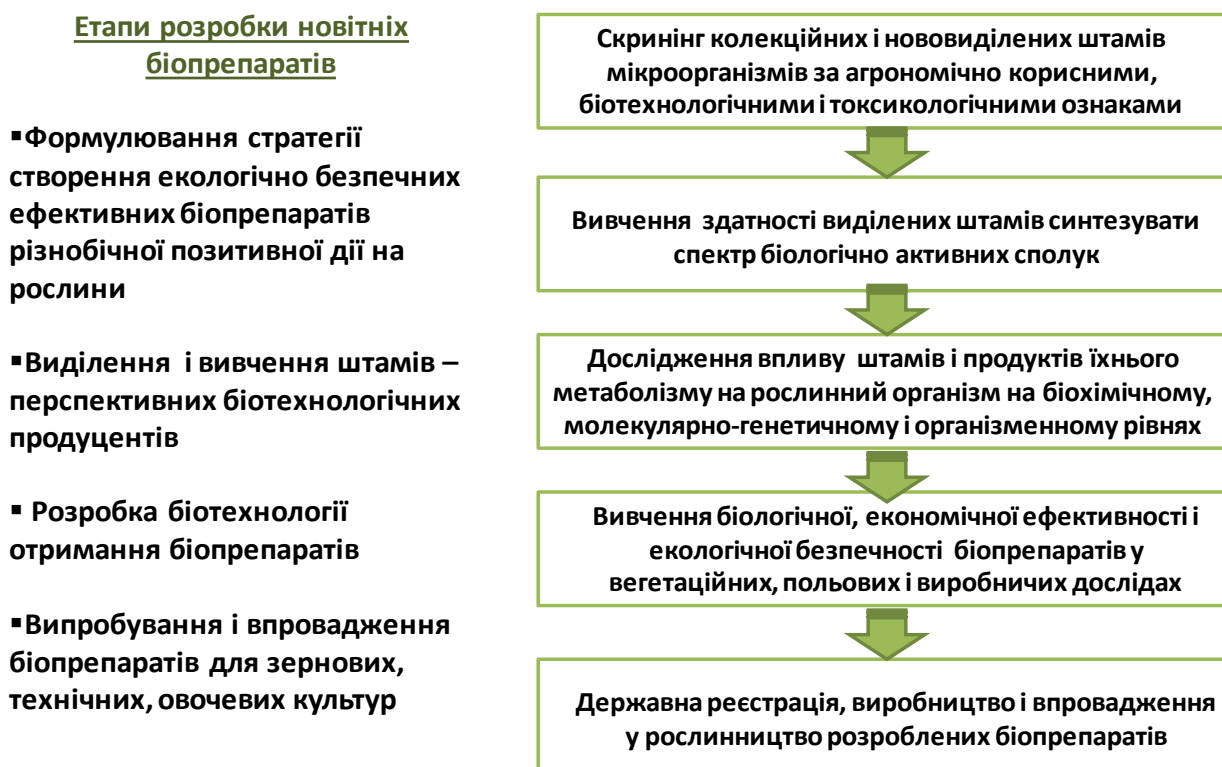 Етапи розробки новітніх
біопрепаратів
▪Формулювання стратегії
створення екологічно безпечних
ефективних біопрепаратів
різнобічної позитивної дії на
рослини
▪Виділення і вивчення штамів –
перспективних біотехнологічних
продуцентів
▪ Розробка біотехнології
отримання біопрепаратів
▪Випробування і впровадження
біопрепаратів для зернових,
технічних, овочевих культур
Скринінг колекційних і нововиділених штамів
мікроорганізмів за агрономічно корисними,
біотехнологічними і токсикологічними ознаками
Вивчення здатності виділених штамів синтезувати
спектр біологічно активних сполук
Дослідження впливу штамів і продуктів їхнього
метаболізму на рослинний організм на біохімічному,
молекулярно-генетичному і організменному рівнях
Вивчення біологічної, економічної ефективності і
екологічної безпечності біопрепаратів у
вегетаційних, польових і виробничих дослідах
Державна реєстрація, виробництво і впровадження
у рослинництво розроблених біопрепаратів